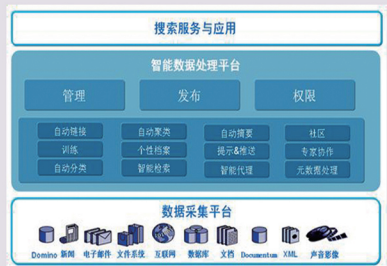 搜索服务与应用
智能数据处理平台
管理 发布 权限
自动链接 自动聚类 自动摘要 社区
训练 个性档案 提示&推送 专家协作
自动分类 智能检索 智能代理 元数据处理
数据采集平台
Domino 新闻 电子邮件 文件系统 互联网 数据库 文档 Documentum XML 声音影像